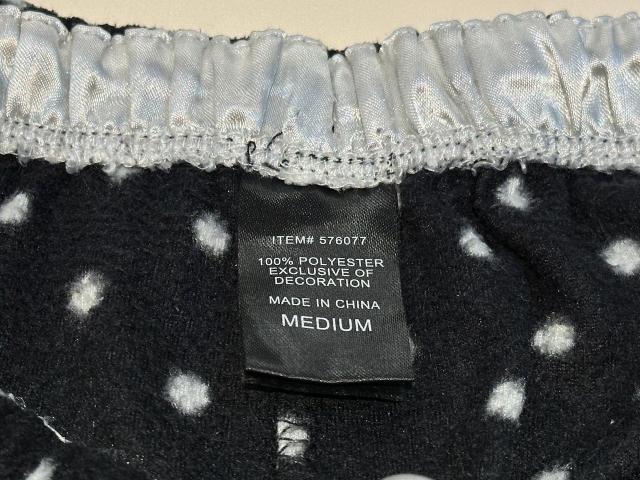 ITEM# 576077
100% POLYESTER
EXCLUSIVE OF
DECORATION
MADE IN CHINA
MEDIUM